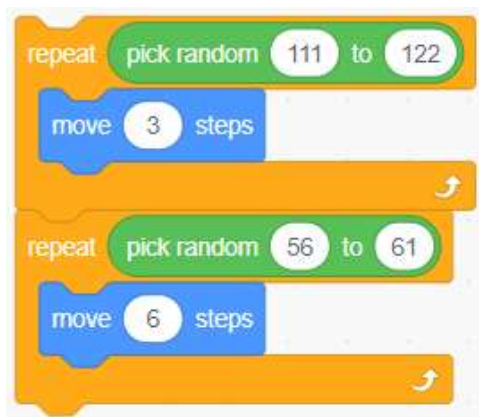 repeat pick random 111 to 122
move 3 steps
repeat pick random 56 to 61
move 6 steps